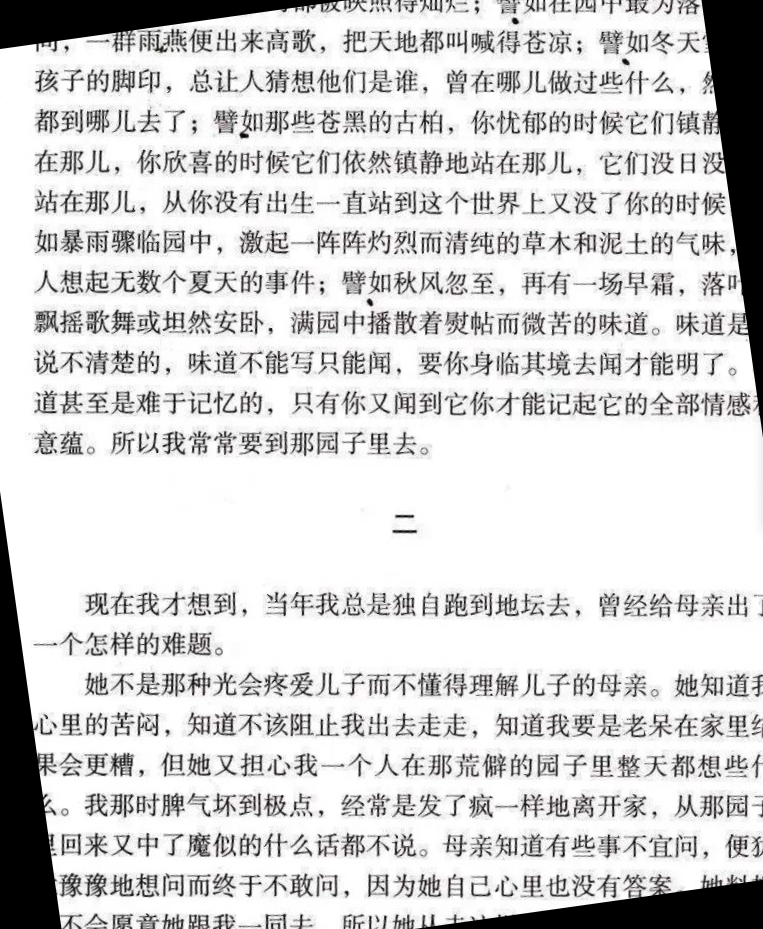 都被映照得灿烂；譬如在园中最为落
间，一群雨燕便出来高歌，把天地都叫喊得苍凉；譬如冬天
孩子的脚印，总让人猜想他们是谁，曾在哪儿做过些什么，然
都到哪儿去了；譬如那些苍黑的古柏，你忧郁的时候它们镇静
在那儿，你欣喜的时候它们依然镇静地站在那儿，它们没日没
站在那儿，从你没有出生一直站到这个世界上又没了你的时候
如暴雨骤临园中，激起一阵阵灼烈而清纯的草木和泥土的气味，
人想起无数个夏天的事件；譬如秋风忽至，再有一场早霜，落叶
飘摇歌舞或坦然安卧，满园中播散着熨帖而微苦的味道。味道是
说不清楚的，味道不能写只能闻，要你身临其境去闻才能明了。
道甚至是难于记忆的，只有你又闻到它你才能记起它的全部情感和
意蕴。所以我常常要到那园子里去。
二
现在我才想到，当年我总是独自跑到地坛去，曾经给母亲出了
一个怎样的难题。
她不是那种光会疼爱儿子而不懂得理解儿子的母亲。她知道我
心里的苦闷，知道不该阻止我出去走走，知道我要是老呆在家里结
果会更糟，但她又担心我一个人在那荒僻的园子里整天都想些什
么。我那时脾气坏到极点，经常是发了疯一样地离开家，从那园子
里回来又中了魔似的什么话都不说。母亲知道有些事不宜问，便犹
豫豫地想问而终于不敢问，因为她自己心里也没有答案。她料
不会愿意她跟我一同去，所以她从未